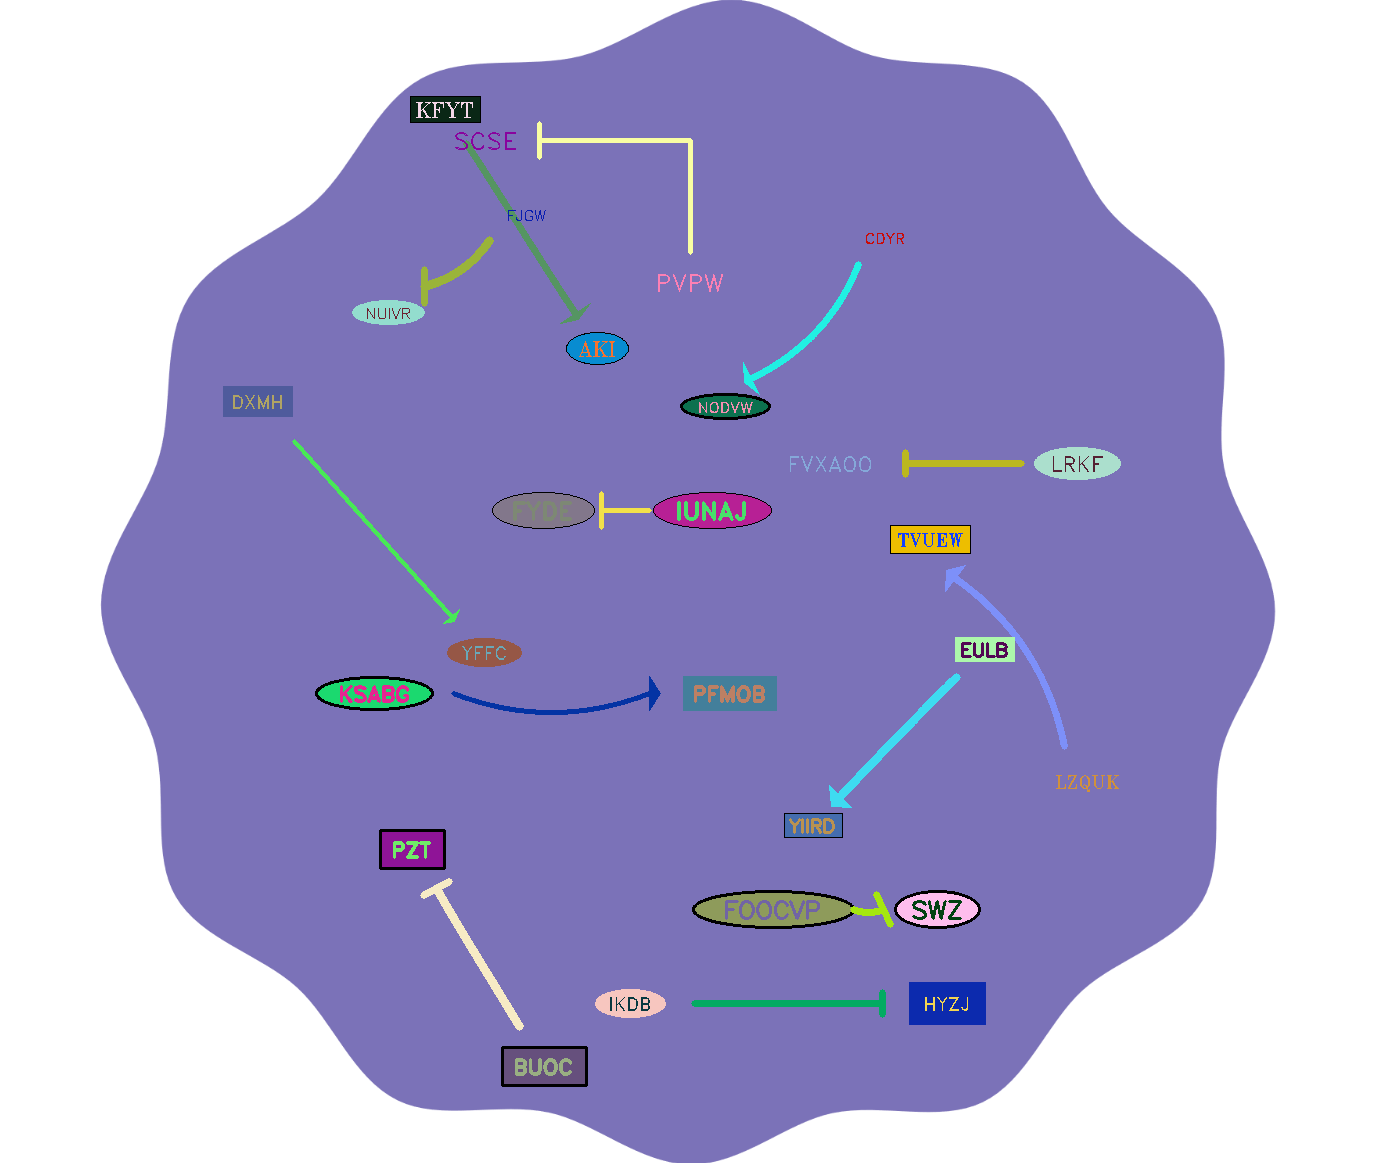 KFYT
SCSE
FJGW
CDYR
PVPW
NUIVR
AKI
DXMH
NODVW
FVXAOO
LRKF
FYDE
IUNAJ
TVUEW
EULB
YFFC
KSABG
PFMOB
LZQUK
YIIRD
PZT
FOOCVP
SWZ
IKDB
HYZJ
BUOC